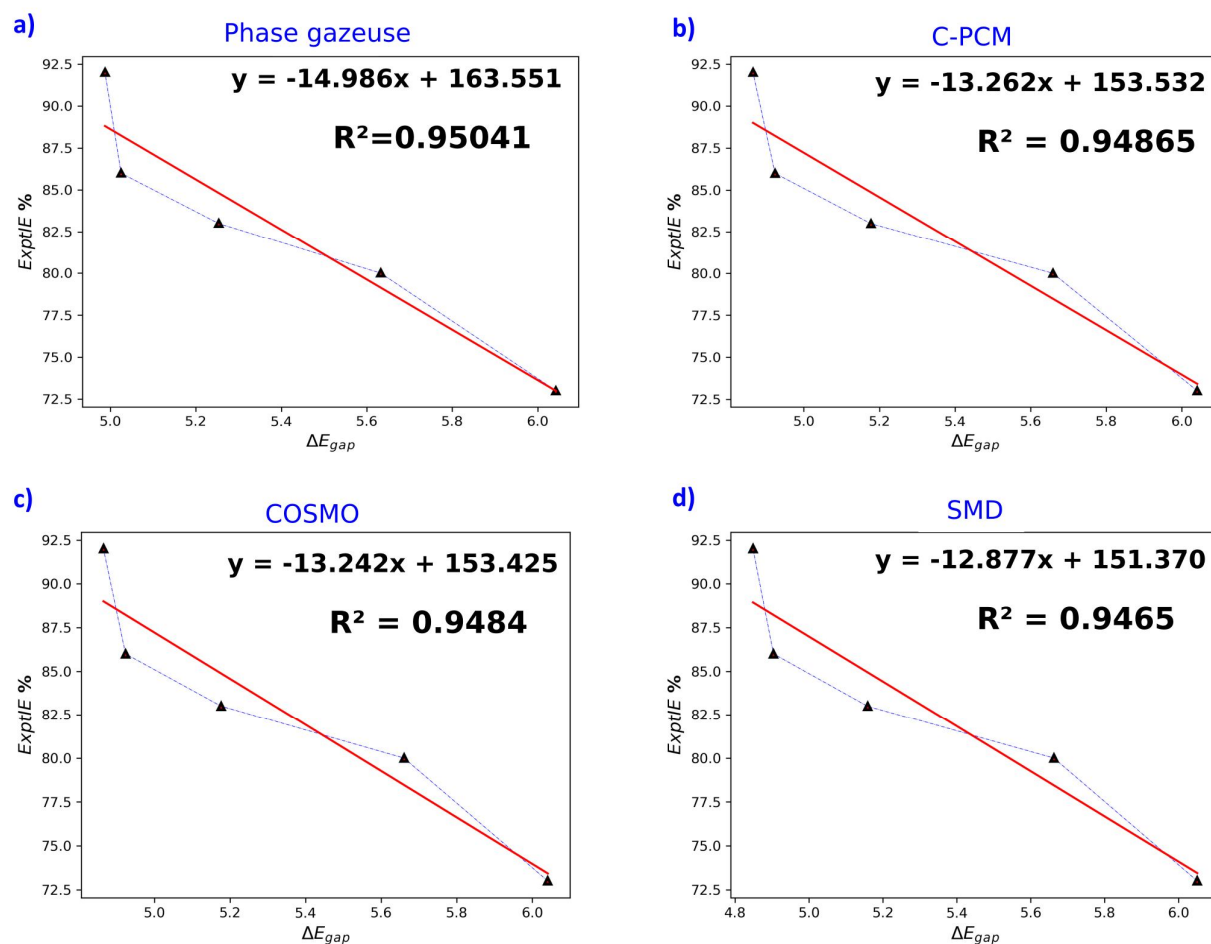 a)
Phase gazeuse
y = -14.986x + 163.551
R²=0.95041
92.5
90.0
87.5
85.0
82.5
80.0
77.5
75.0
72.5
ExptIE %
5.0 5.2 5.4 5.6 5.8 6.0
ΔE_gap
b)
C-PCM
y = -13.262x + 153.532
R² = 0.94865
92.5
90.0
87.5
85.0
82.5
80.0
77.5
75.0
72.5
ExptIE %
5.0 5.2 5.4 5.6 5.8 6.0
ΔE_gap
c)
COSMO
y = -13.242x + 153.425
R² = 0.9484
92.5
90.0
87.5
85.0
82.5
80.0
77.5
75.0
72.5
ExptIE %
5.0 5.2 5.4 5.6 5.8 6.0
ΔE_gap
d)
SMD
y = -12.877x + 151.370
R² = 0.9465
92.5
90.0
87.5
85.0
82.5
80.0
77.5
75.0
72.5
ExptIE %
4.8 5.0 5.2 5.4 5.6 5.8 6.0
ΔE_gap